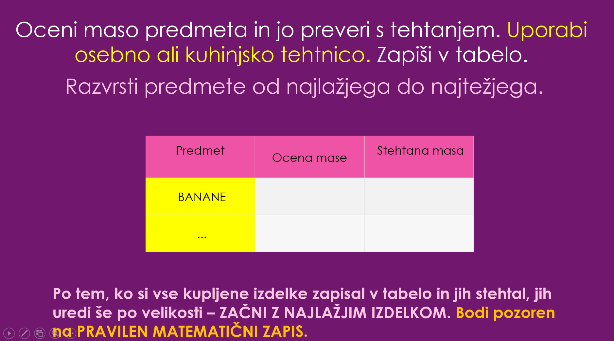 Oceni maso predmeta in jo preveri s tehtanjem. Uporabi
osebno ali kuhinjsko tehtnico. Zapiši v tabelo.
Razvrsti predmete od najlažjega do najtežjega.
Predmet Ocena mase Stehtana masa
BANANE
...
Po tem, ko si vse kupljene izdelke zapisal v tabelo in jih stehtal, jih
uredi še po velikosti – ZAČNI Z NAJLAŽJIM IZDELKOM. Bodi pozoren
na PRAVILEN MATEMATIČNI ZAPIS.